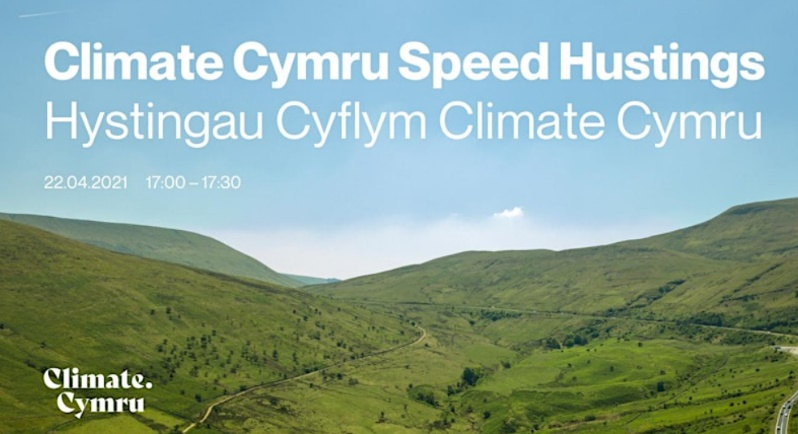 Climate Cymru Speed Hustings
Hystingau Cyflym Climate Cymru
22.04.2021 17:00 – 17:30
Climate.
Cymru